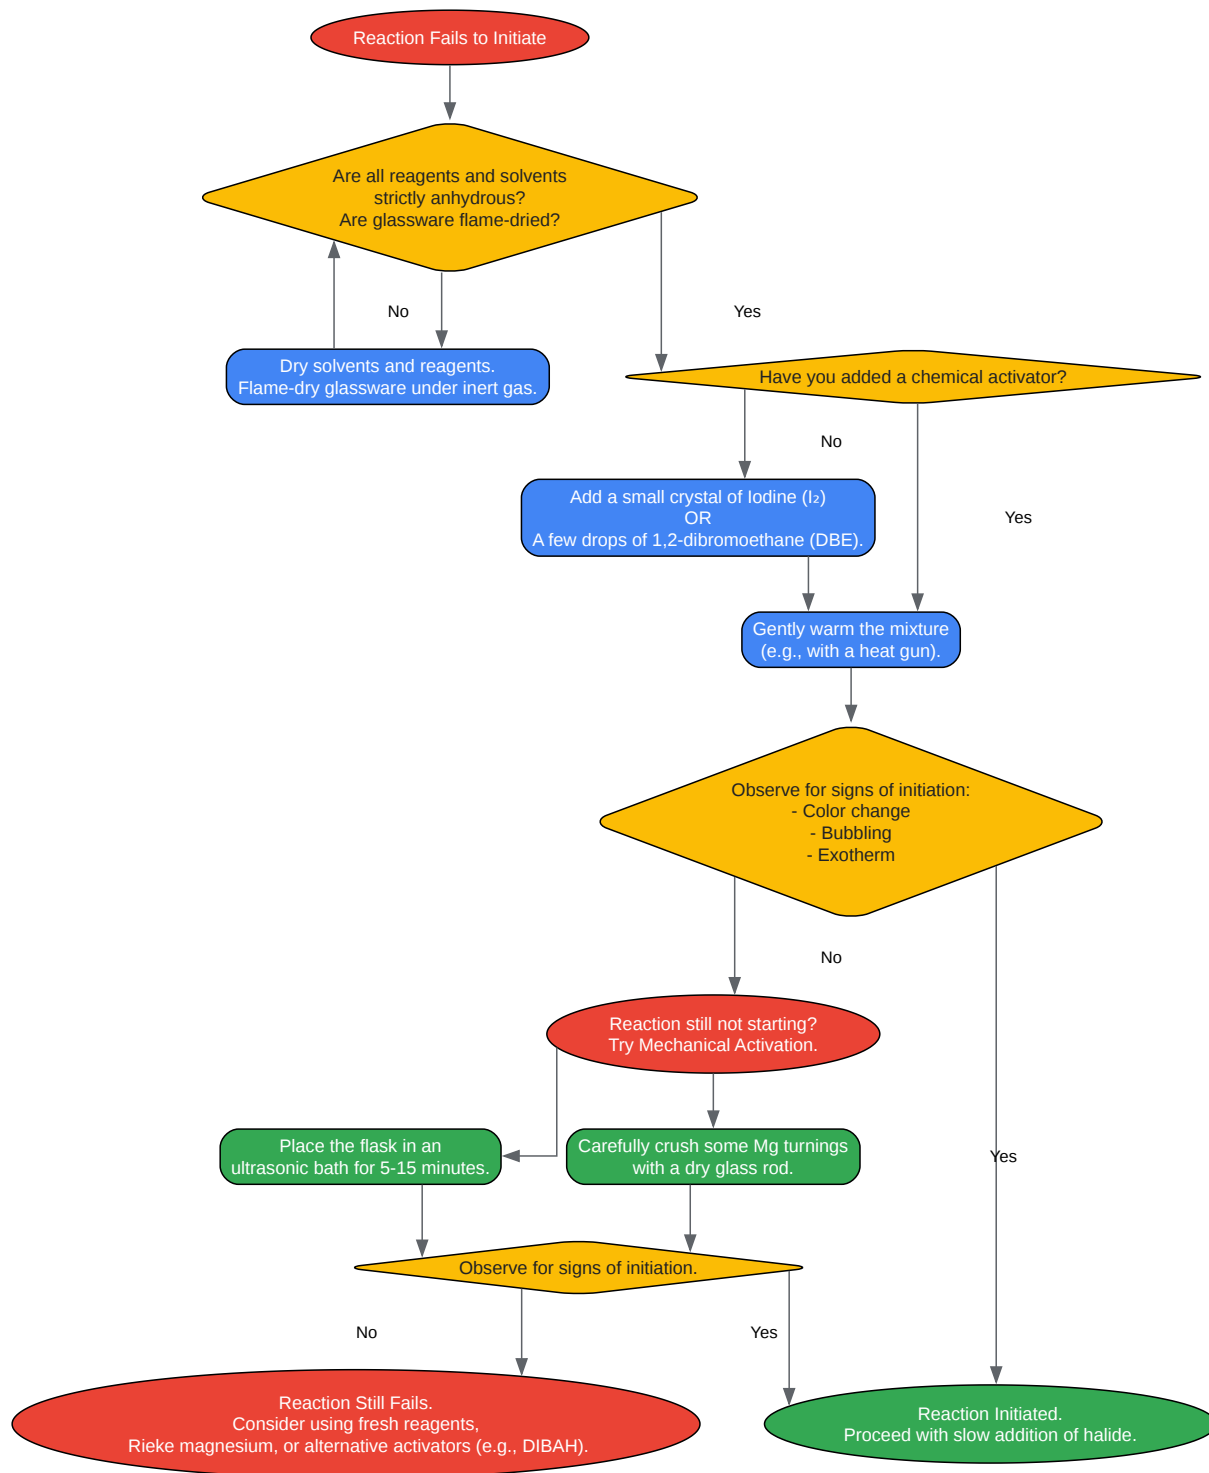 Reaction Fails to Initiate
Are all reagents and solvents
strictly anhydrous?
Are glassware flame-dried?
No
Yes
Dry solvents and reagents.
Flame-dry glassware under inert gas.
Have you added a chemical activator?
No
Add a small crystal of Iodine (I₂)
OR
A few drops of 1,2-dibromoethane (DBE).
Yes
Gently warm the mixture
(e.g., with a heat gun).
Observe for signs of initiation:
- Color change
- Bubbling
- Exotherm
No
Reaction still not starting?
Try Mechanical Activation.
Place the flask in an
ultrasonic bath for 5-15 minutes.
Carefully crush some Mg turnings
with a dry glass rod.
Yes
Observe for signs of initiation.
No
Yes
Reaction Still Fails.
Consider using fresh reagents,
Rieke magnesium, or alternative activators (e.g., DIBAH).
Reaction Initiated.
Proceed with slow addition of halide.